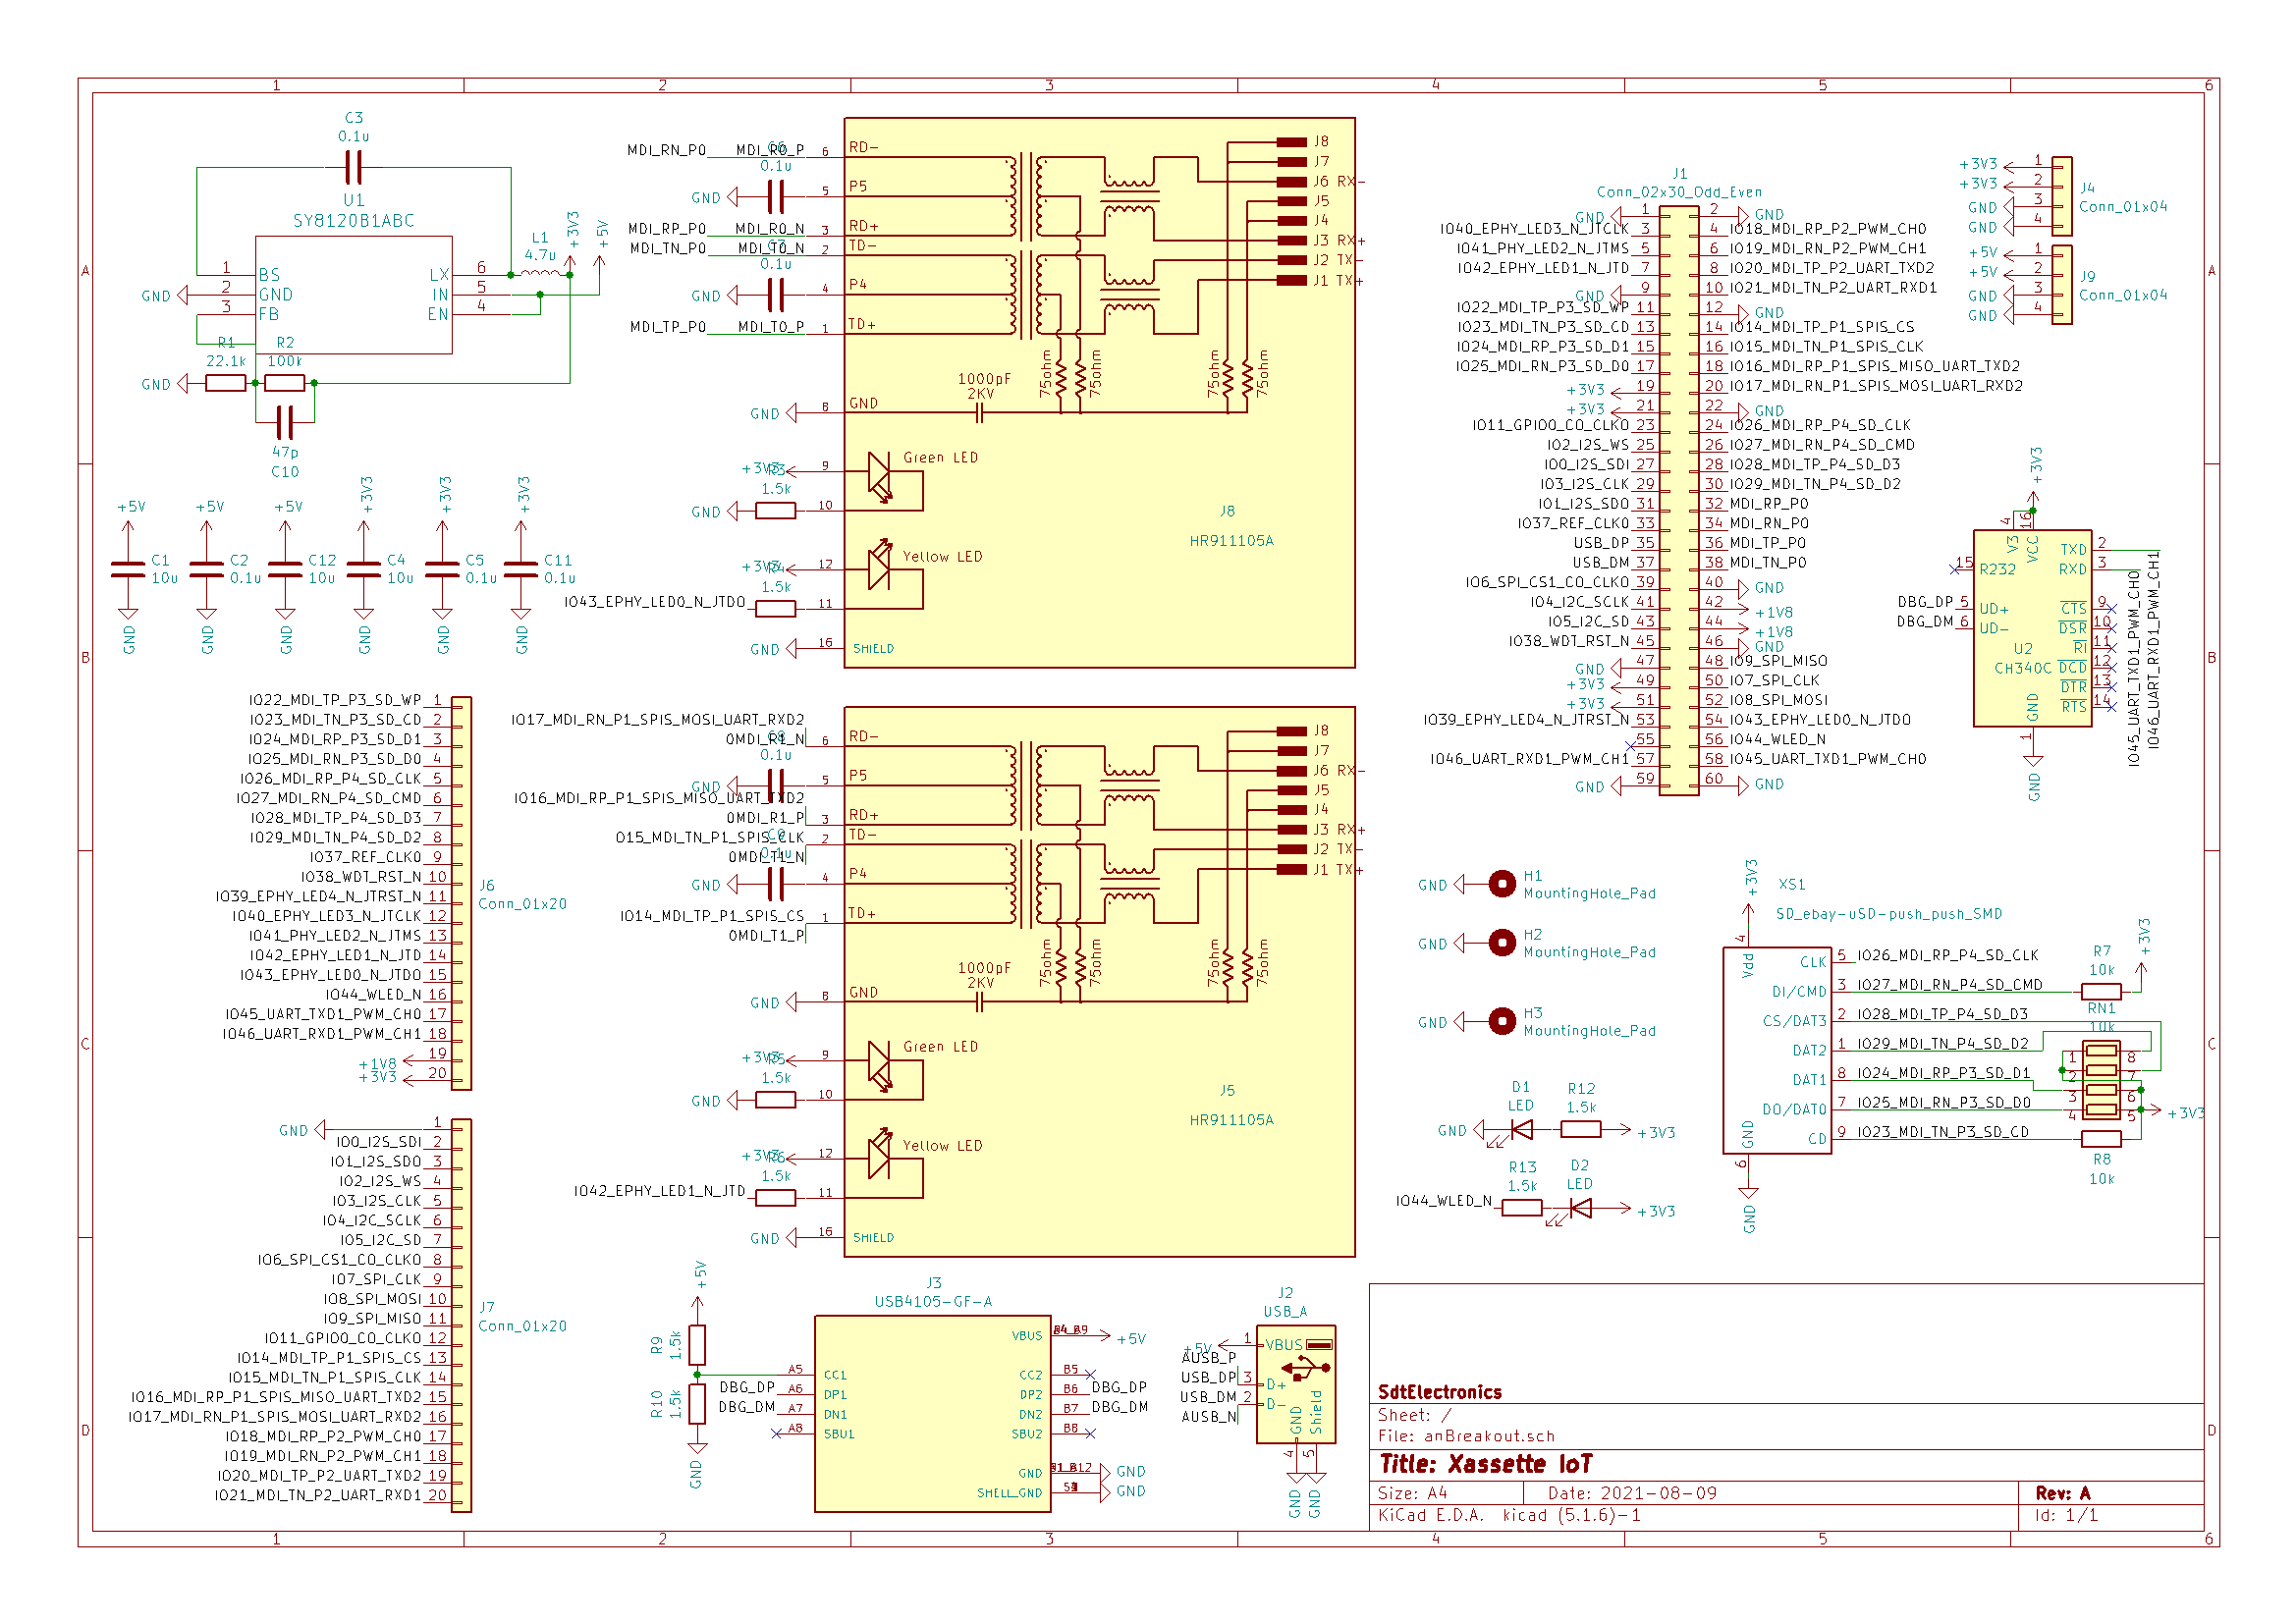 1 2 3 4 5 6
A
B
C
D
C3
0.1u
U1
SY8120B1ABC
1 BS
2 GND
3 FB
LX 6
IN 5
EN 4
GND
L1
4.7u
+3V3
+5V
R1
22.1k
R2
100k
GND
47p
C10
+5V
C1
10u
GND
+5V
C2
0.1u
GND
+5V
C12
10u
GND
+3V3
C4
10u
GND
+3V3
C5
0.1u
GND
+3V3
C11
0.1u
GND
IO22_MDI_TP_P3_SD_WP 1
IO23_MDI_TN_P3_SD_CD 2
IO24_MDI_RP_P3_SD_D1 3
IO25_MDI_RN_P3_SD_D0 4
IO26_MDI_RP_P4_SD_CLK 5
IO27_MDI_RN_P4_SD_CMD 6
IO28_MDI_TP_P4_SD_D3 7
IO29_MDI_TN_P4_SD_D2 8
IO37_REF_CLK0 9
IO38_WDT_RST_N 10
IO39_EPHY_LED4_N_JTRST_N 11
IO40_EPHY_LED3_N_JTCLK 12
IO41_PHY_LED2_N_JTMS 13
IO42_EPHY_LED1_N_JTD 14
IO43_EPHY_LED0_N_JTDO 15
IO44_WLED_N 16
IO45_UART_TXD1_PWM_CH0 17
IO46_UART_RXD1_PWM_CH1 18
+1V8 19
+3V3 20
J6
Conn_01x20
GND 1
IO0_I2S_SDI 2
IO1_I2S_SDO 3
IO2_I2S_WS 4
IO3_I2S_CLK 5
IO4_I2C_SCLK 6
IO5_I2C_SD 7
IO6_SPI_CS1_CO_CLKO 8
IO7_SPI_CLK 9
IO8_SPI_MOSI 10
IO9_SPI_MISO 11
IO11_GPIO0_CO_CLKO 12
IO14_MDI_TP_P1_SPIS_CS 13
IO15_MDI_TN_P1_SPIS_CLK 14
IO16_MDI_RP_P1_SPIS_MISO_UART_TXD2 15
IO17_MDI_RN_P1_SPIS_MOSI_UART_RXD2 16
IO18_MDI_RP_P2_PWM_CH0 17
IO19_MDI_RN_P2_PWM_CH1 18
IO20_MDI_TP_P2_UART_TXD2 19
IO21_MDI_TN_P2_UART_RXD1 20
J7
Conn_01x20
MDI_RN_P0 MDI_R0_P 6 RD-
C6
0.1u
GND 5 P5
MDI_RP_P0 MDI_R0_N 3 RD+
MDI_TN_P0 MDI_T0_N 2 TD-
C7
0.1u
GND 4 P4
MDI_TP_P0 MDI_T0_P 1 TD+
J8
J7
J6 RX-
J5
J4
J3 RX+
J2 TX-
J1 TX+
75ohm
75ohm
75ohm
75ohm
1000pF
2KV
GND 8 GND
+3V3 9
Green LED
R3
1.5k
GND 10
+3V3 12
Yellow LED
R4
1.5k
IO43_EPHY_LED0_N_JTDO 11
GND 16 SHIELD
J8
HR911105A
IO17_MDI_RN_P1_SPIS_MOSI_UART_RXD2
0MDI_R1_N 6 RD-
C8
0.1u
GND 5 P5
IO16_MDI_RP_P1_SPIS_MISO_UART_TXD2
0MDI_R1_P 3 RD+
IO15_MDI_TN_P1_SPIS_CLK 2 TD-
C9
0.1u
0MDI_T1_N
GND 4 P4
IO14_MDI_TP_P1_SPIS_CS 1 TD+
0MDI_T1_P
J8
J7
J6 RX-
J5
J4
J3 RX+
J2 TX-
J1 TX+
75ohm
75ohm
75ohm
75ohm
1000pF
2KV
GND 8 GND
+3V3 9
Green LED
R5
1.5k
GND 10
+3V3 12
Yellow LED
R6
1.5k
IO42_EPHY_LED1_N_JTD 11
GND 16 SHIELD
J5
HR911105A
+5V
R9
1.5k
R10
1.5k
GND
J3
USB4105-GF-A
A5 CC1
DBG_DP A6 DP1
DBG_DM A7 DN1
A8 SBU1
VBUS +5V
CC2 B5
DP2 B6 DBG_DP
DN2 B7 DBG_DM
SBU2 B8
GND GND
SHELL_GND GND
J2
USB_A
+5V 1 VBUS
AUSB_P
USB_DP 3 D+
USB_DM 2 D-
AUSB_N
GND
Shield
4 5
GND GND
J1
Conn_02x30_Odd_Even
GND 1 2 GND
IO40_EPHY_LED3_N_JTCLK 3 4 IO18_MDI_RP_P2_PWM_CH0
IO41_PHY_LED2_N_JTMS 5 6 IO19_MDI_RN_P2_PWM_CH1
IO42_EPHY_LED1_N_JTD 7 8 IO20_MDI_TP_P2_UART_TXD2
GND 9 10 IO21_MDI_TN_P2_UART_RXD1
IO22_MDI_TP_P3_SD_WP 11 12 GND
IO23_MDI_TN_P3_SD_CD 13 14 IO14_MDI_TP_P1_SPIS_CS
IO24_MDI_RP_P3_SD_D1 15 16 IO15_MDI_TN_P1_SPIS_CLK
IO25_MDI_RN_P3_SD_D0 17 18 IO16_MDI_RP_P1_SPIS_MISO_UART_TXD2
+3V3 19 20 IO17_MDI_RN_P1_SPIS_MOSI_UART_RXD2
+3V3 21 22 GND
IO11_GPIO0_CO_CLKO 23 24 IO26_MDI_RP_P4_SD_CLK
IO2_I2S_WS 25 26 IO27_MDI_RN_P4_SD_CMD
IO0_I2S_SDI 27 28 IO28_MDI_TP_P4_SD_D3
IO3_I2S_CLK 29 30 IO29_MDI_TN_P4_SD_D2
IO1_I2S_SDO 31 32 MDI_RP_P0
IO37_REF_CLK0 33 34 MDI_RN_P0
USB_DP 35 36 MDI_TP_P0
USB_DM 37 38 MDI_TN_P0
IO6_SPI_CS1_CO_CLKO 39 40 GND
IO4_I2C_SCLK 41 42 +1V8
IO5_I2C_SD 43 44 +1V8
IO38_WDT_RST_N 45 46 GND
GND 47 48 IO9_SPI_MISO
+3V3 49 50 IO7_SPI_CLK
+3V3 51 52 IO8_SPI_MOSI
IO39_EPHY_LED4_N_JTRST_N 53 54 IO43_EPHY_LED0_N_JTDO
55 56 IO44_WLED_N
IO46_UART_RXD1_PWM_CH1 57 58 IO45_UART_TXD1_PWM_CH0
GND 59 60 GND
+3V3 1
+3V3 2
GND 3
GND 4
J4
Conn_01x04
+5V 1
+5V 2
GND 3
GND 4
J9
Conn_01x04
+3V3
4 16
V3 VCC
15 R232
DBG_DP 5 UD+
DBG_DM 6 UD-
TXD 2
RXD 3
CTS 9
DSR 10
RI 11
DCD 12
DTR 13
RTS 14
U2
CH340C
GND
1
GND
IO45_UART_TXD1_PWM_CH0
IO46_UART_RXD1_PWM_CH1
GND H1
MountingHole_Pad
GND H2
MountingHole_Pad
GND H3
MountingHole_Pad
D1
LED
R12
1.5k
GND +3V3
R13
1.5k
D2
LED
IO44_WLED_N +3V3
XS1
SD_ebay-uSD-push_push_SMD
+3V3
4
Vdd
CLK 5 IO26_MDI_RP_P4_SD_CLK
DI/CMD 3 IO27_MDI_RN_P4_SD_CMD
CS/DAT3 2 IO28_MDI_TP_P4_SD_D3
DAT2 1 IO29_MDI_TN_P4_SD_D2
DAT1 8 IO24_MDI_RP_P3_SD_D1
DO/DAT0 7 IO25_MDI_RN_P3_SD_D0
CD 9 IO23_MDI_TN_P3_SD_CD
GND
6
GND
R7
10k
+3V3
RN1
10k
1 8
2 7
3 6
4 5
+3V3
R8
10k
SdtElectronics
Sheet: /
File: anBreakout.sch
Title: Xassette IoT
Size: A4 Date: 2021-08-09 Rev: A
KiCad E.D.A. kicad (5.1.6)-1 Id: 1/1
1 2 3 4 5 6
A
B
C
D